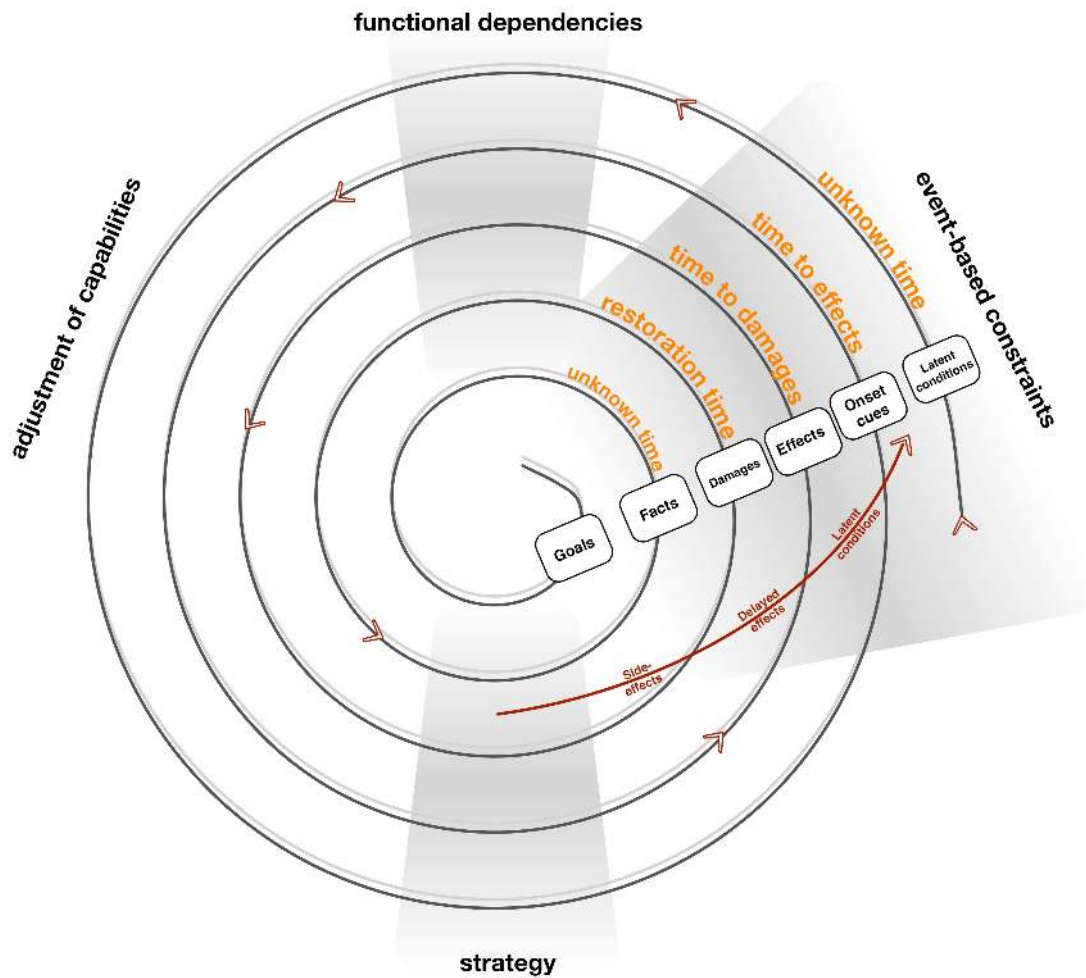 functional dependencies
adjustment of capabilities
event-based constraints
unknown time
time to effects
time to damages
restoration time
unknown time
Latent
conditions
Onset
cues
Effects
Damages
Facts
Goals
Latent
conditions
Delayed
effects
Side-
effects
strategy